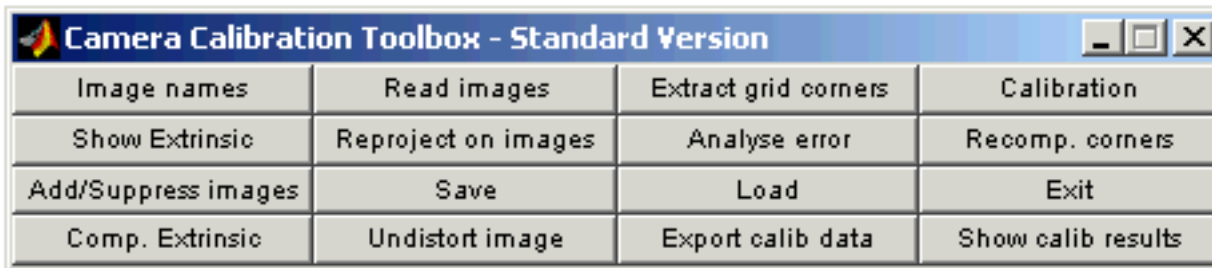 Camera Calibration Toolbox - Standard Version
Image names Read images Extract grid corners Calibration
Show Extrinsic Reproject on images Analyse error Recomp. corners
Add/Suppress images Save Load Exit
Comp. Extrinsic Undistort image Export calib data Show calib results